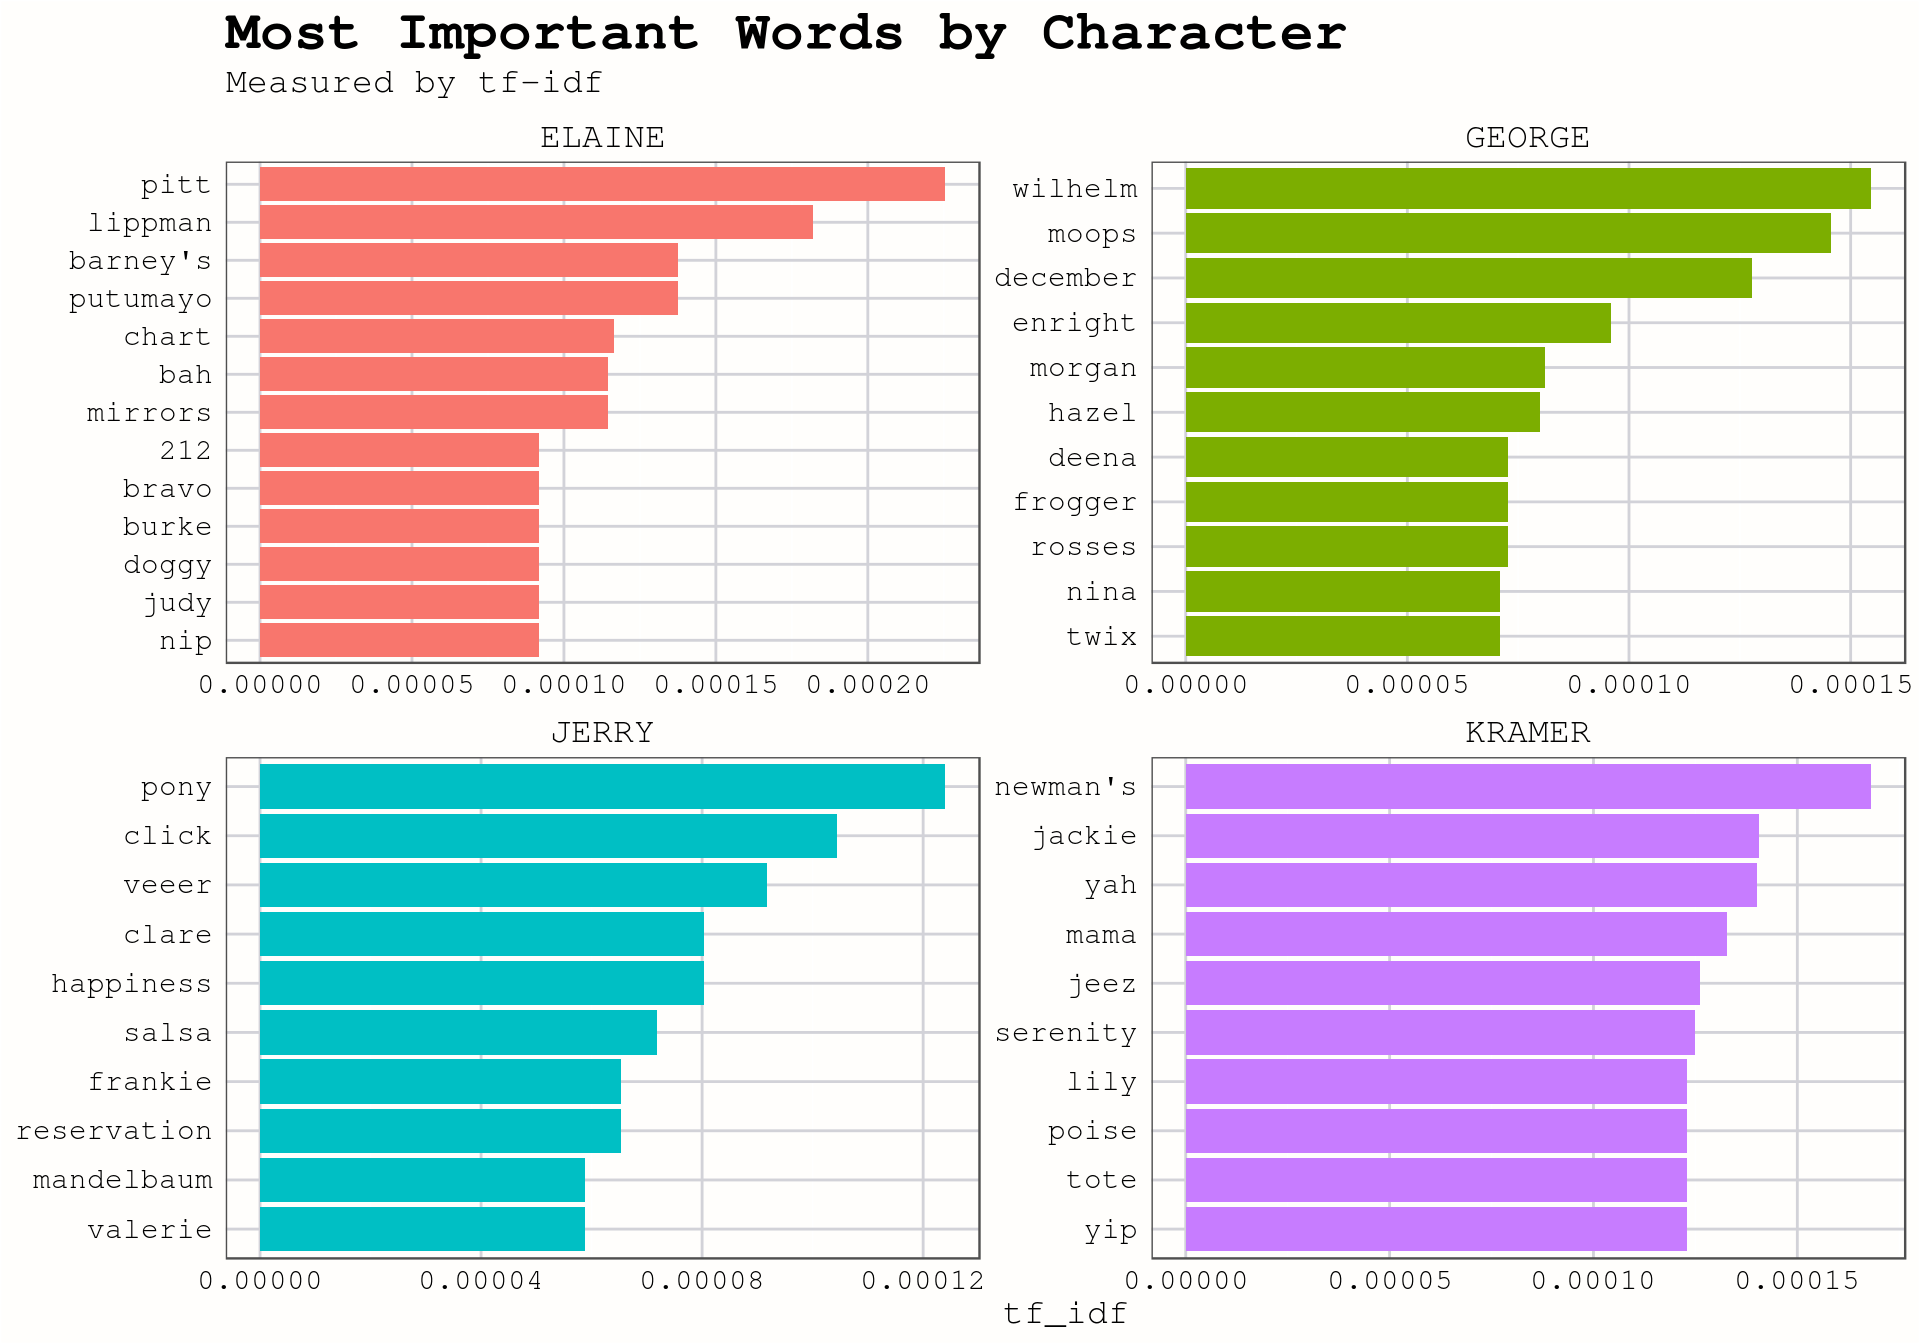 Most Important Words by Character
Measured by tf-idf
ELAINE
pitt
lippman
barney's
putumayo
chart
bah
mirrors
212
bravo
burke
doggy
judy
nip
0.00000 0.00005 0.00010 0.00015 0.00020
GEORGE
wilhelm
moops
december
enright
morgan
hazel
deena
frogger
rosses
nina
twix
0.00000 0.00005 0.00010 0.00015
JERRY
pony
click
veeer
clare
happiness
salsa
frankie
reservation
mandelbaum
valerie
0.00000 0.00004 0.00008 0.00012
KRAMER
newman's
jackie
yah
mama
jeez
serenity
lily
poise
tote
yip
0.00000 0.00005 0.00010 0.00015
tf_idf